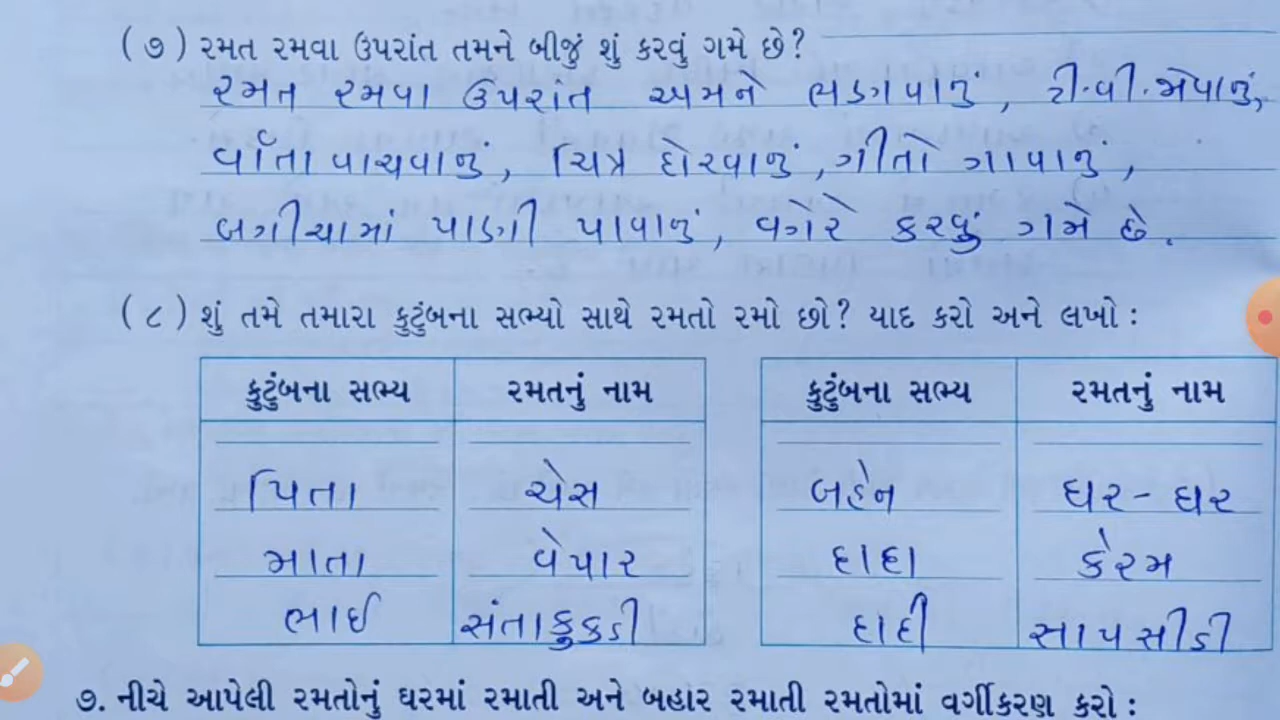 (૭) રમત રમવા ઉપરાંત તમને બીજું શું કરવું ગમે છે?
રમત રમવા ઉપરાંત અમને ભણવાનું, ટી.વી.જોવાનું,
વાર્તા વાચવાનું, ચિત્ર દોરવાનું, ગીતો ગાવાનું,
બગીચામાં પાણી પાવાનું, વગેરે કરવું ગમે છે.
(૮) શું તમે તમારા કુટુંબના સભ્યો સાથે રમતો રમો છો? યાદ કરો અને લખો :
કુટુંબના સભ્ય રમતનું નામ કુટુંબના સભ્ય રમતનું નામ
પિતા ચેસ બહેન ઘર-ઘર
માતા વેપાર દાદા કેરમ
ભાઈ સંતાકુકડી દાદી સાપસીડી
૭. નીચે આપેલી રમતોનું ઘરમાં રમાતી અને બહાર રમાતી રમતોમાં વર્ગીકરણ કરો :